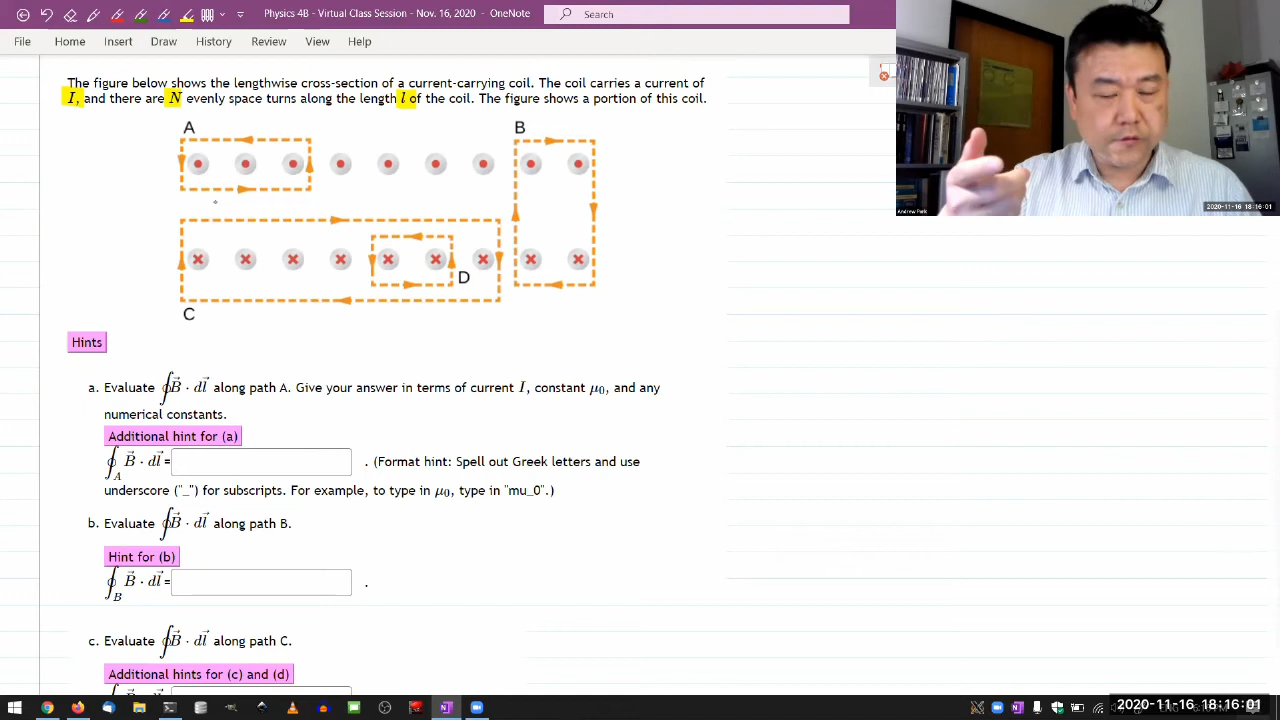 Physics 4B - Virtual Class Session - Nov. 16, 2020 - OneNote
Search
File Home Insert Draw History Review View Help
The figure below shows the lengthwise cross-section of a current-carrying coil. The coil carries a current of
I, and there are N evenly space turns along the length l of the coil. The figure shows a portion of this coil.
A
B
D
C
Hints
a. Evaluate ∮B⃗ · dl⃗ along path A. Give your answer in terms of current I, constant μ₀, and any
numerical constants.
Additional hint for (a)
∮_A B⃗ · dl⃗ = . (Format hint: Spell out Greek letters and use
underscore ("_") for subscripts. For example, to type in μ₀, type in "mu_0".)
b. Evaluate ∮B⃗ · dl⃗ along path B.
Hint for (b)
∮_B B⃗ · dl⃗ = .
c. Evaluate ∮B⃗ · dl⃗ along path C.
Additional hints for (c) and (d)
Andrew Park
2020-11-16 18:16:01
2020-11-16 18:16:01